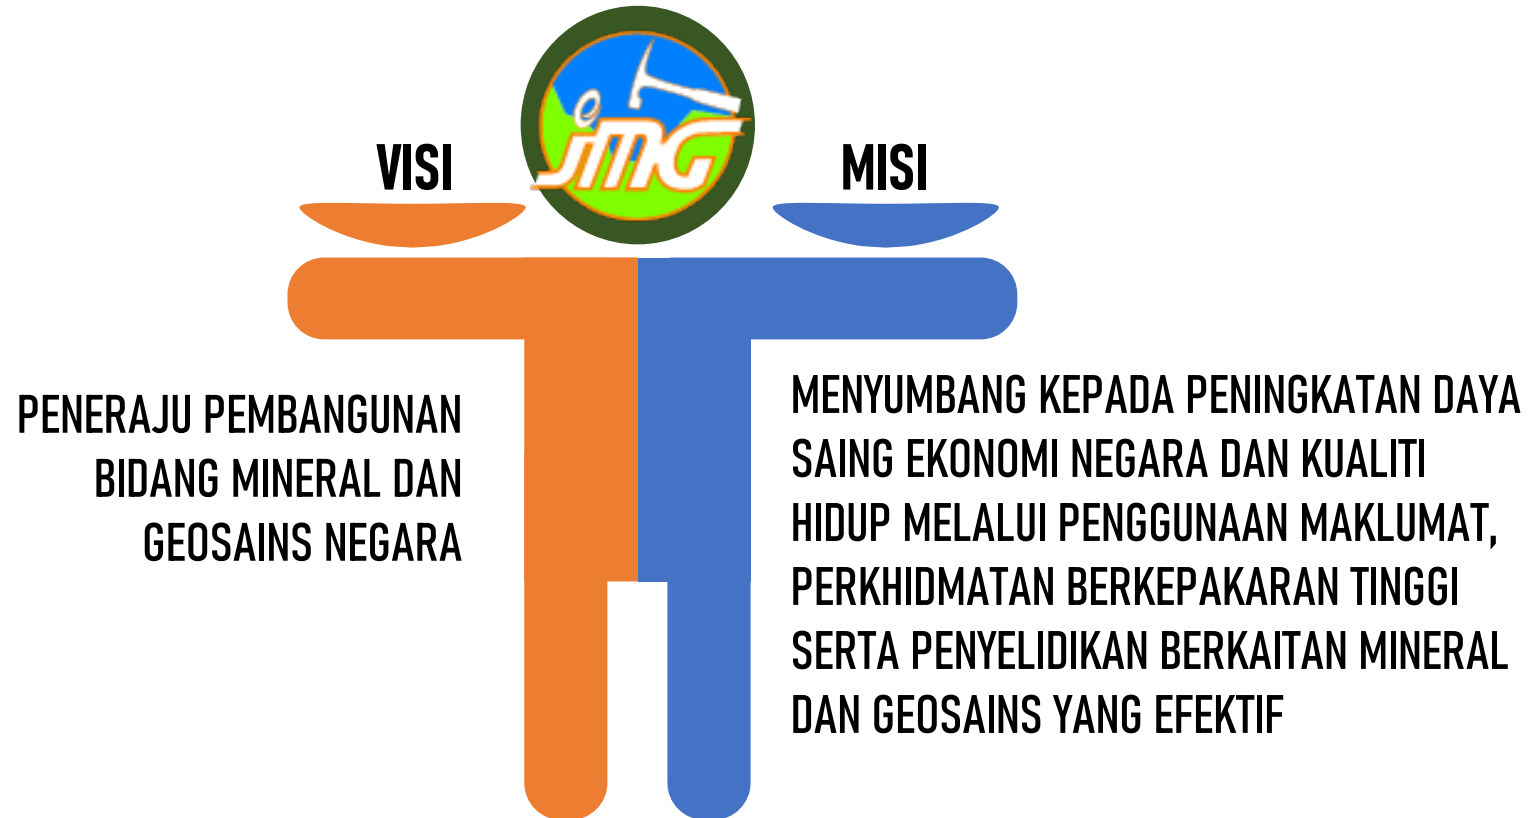 JMG
VISI
MISI
PENERAJU PEMBANGUNAN
BIDANG MINERAL DAN
GEOSAINS NEGARA
MENYUMBANG KEPADA PENINGKATAN DAYA
SAING EKONOMI NEGARA DAN KUALITI
HIDUP MELALUI PENGGUNAAN MAKLUMAT,
PERKHIDMATAN BERKEPAKARAN TINGGI
SERTA PENYELIDIKAN BERKAITAN MINERAL
DAN GEOSAINS YANG EFEKTIF